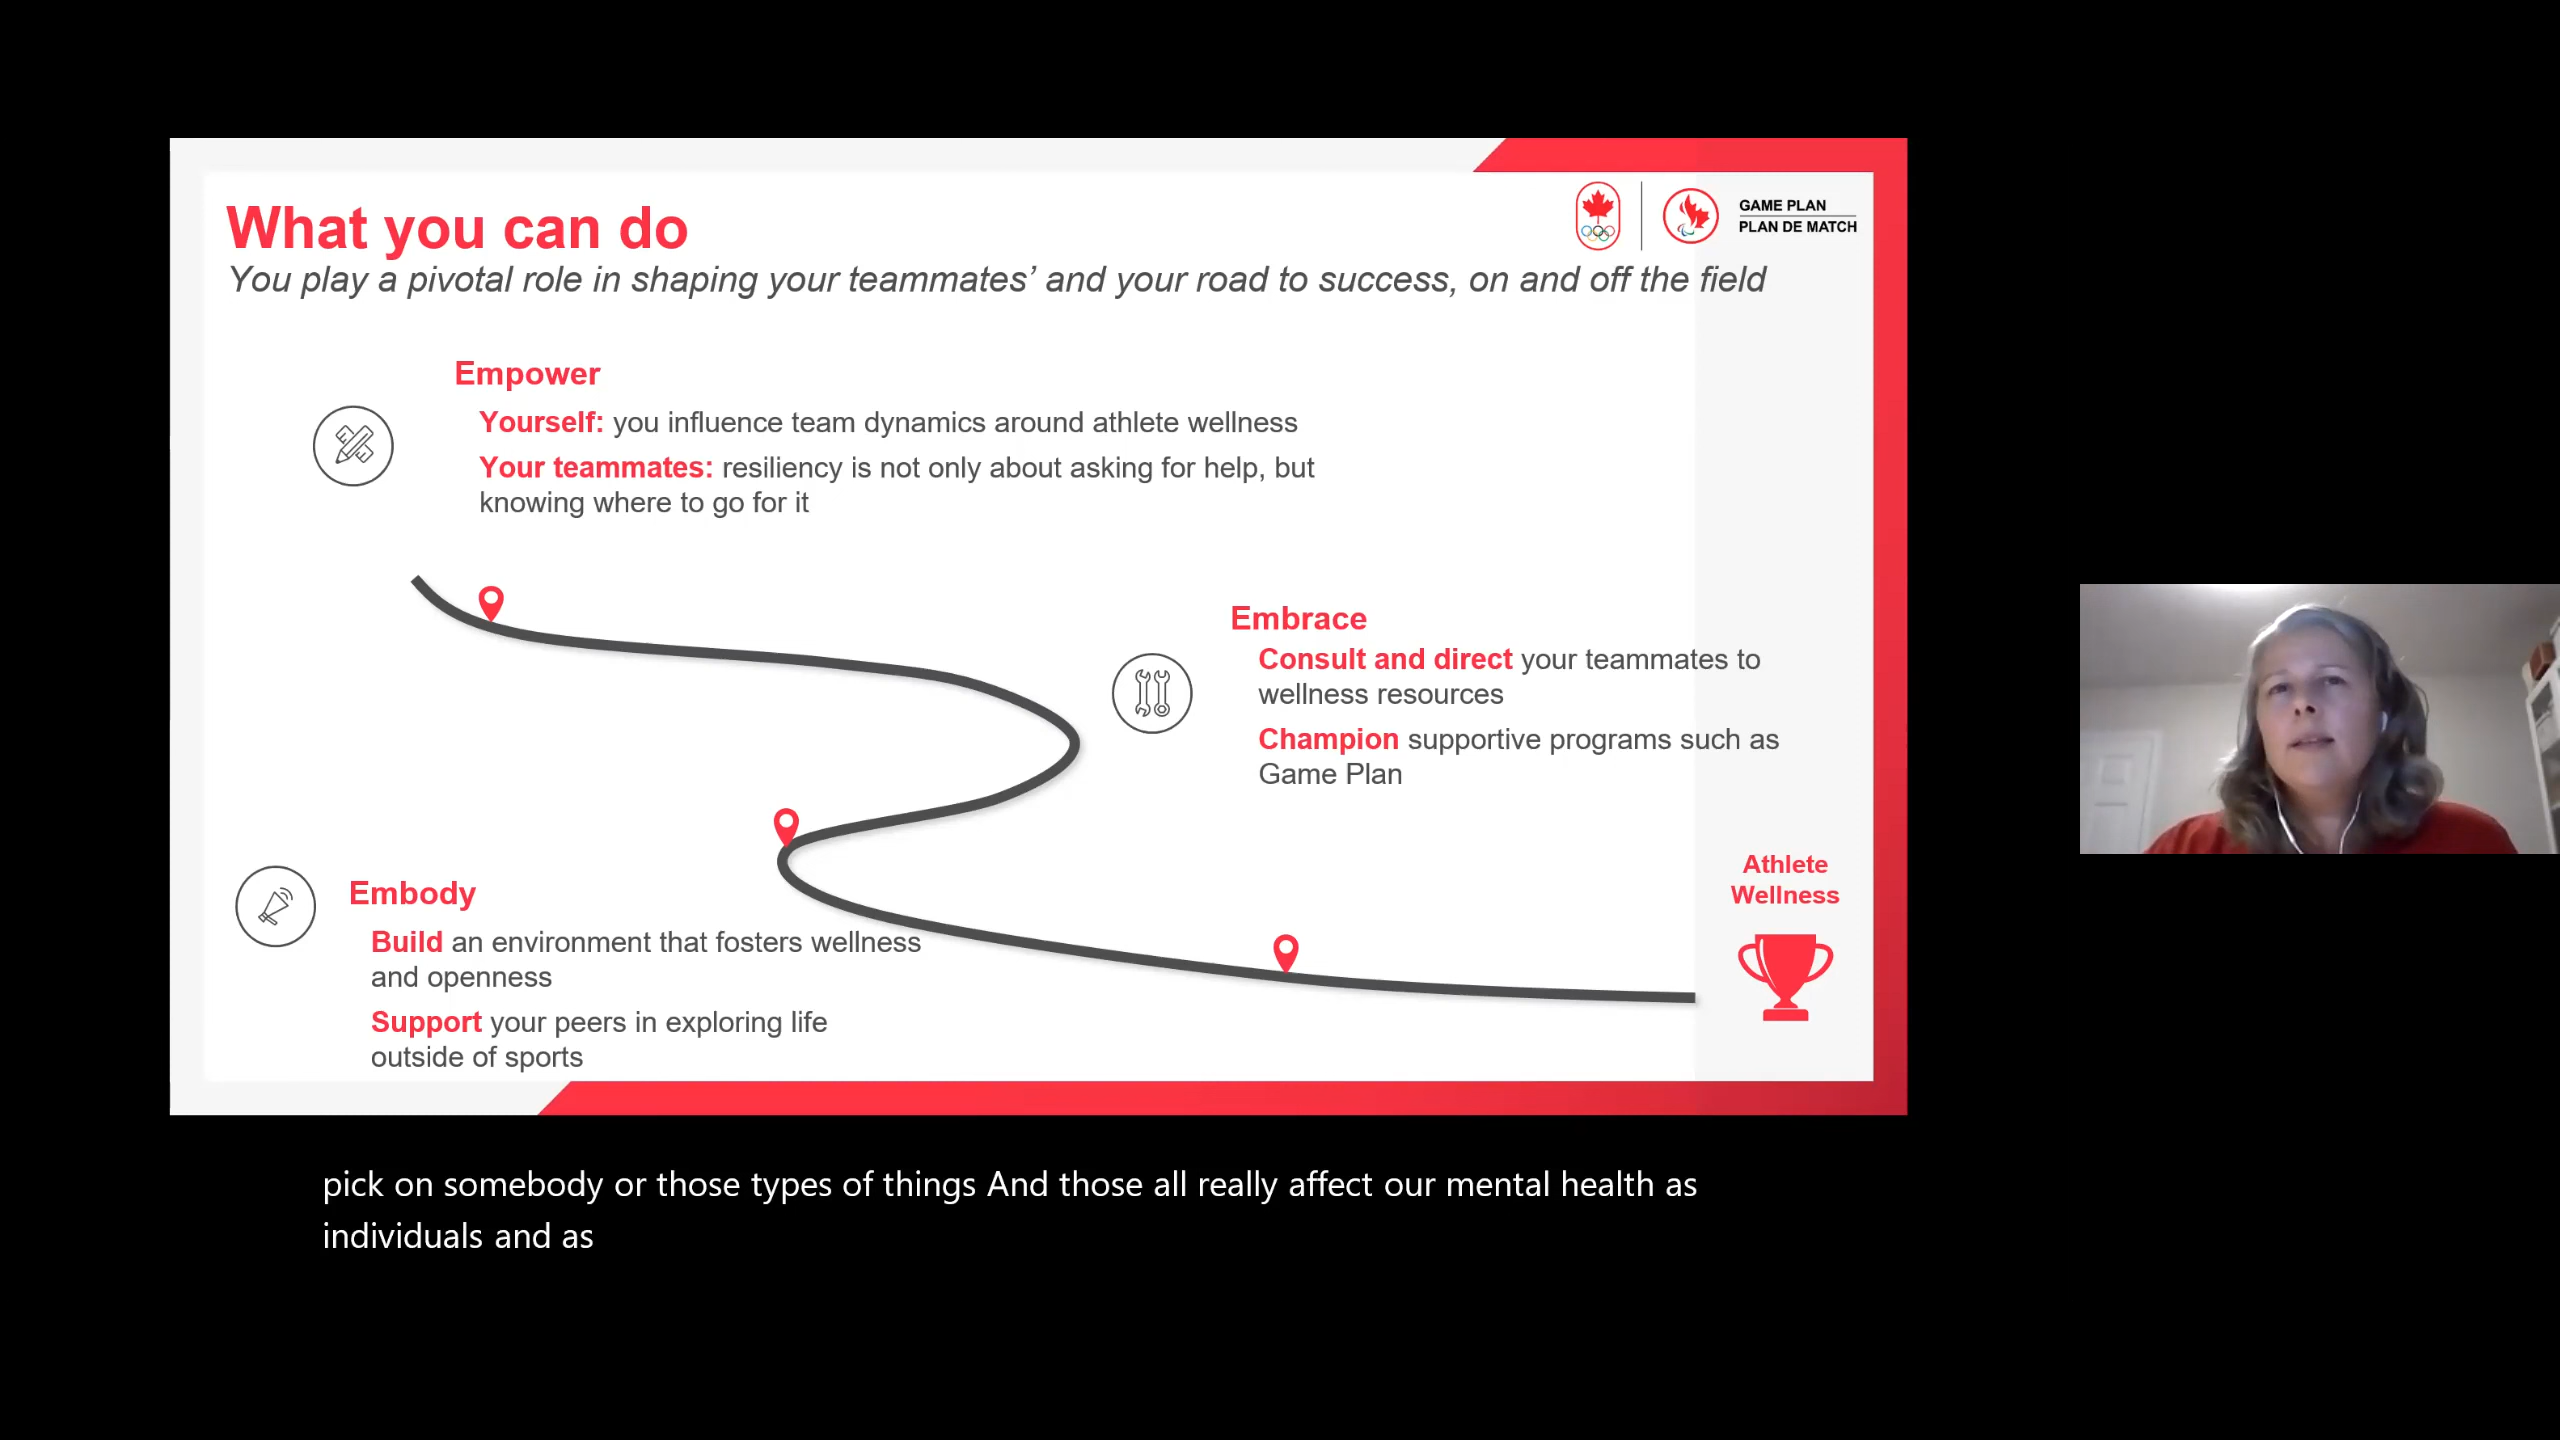 What you can do
GAME PLAN
PLAN DE MATCH
You play a pivotal role in shaping your teammates’ and your road to success, on and off the field
Empower
Yourself: you influence team dynamics around athlete wellness
Your teammates: resiliency is not only about asking for help, but
knowing where to go for it
Embrace
Consult and direct your teammates to
wellness resources
Champion supportive programs such as
Game Plan
Embody
Build an environment that fosters wellness
and openness
Support your peers in exploring life
outside of sports
Athlete
Wellness
pick on somebody or those types of things And those all really affect our mental health as
individuals and as